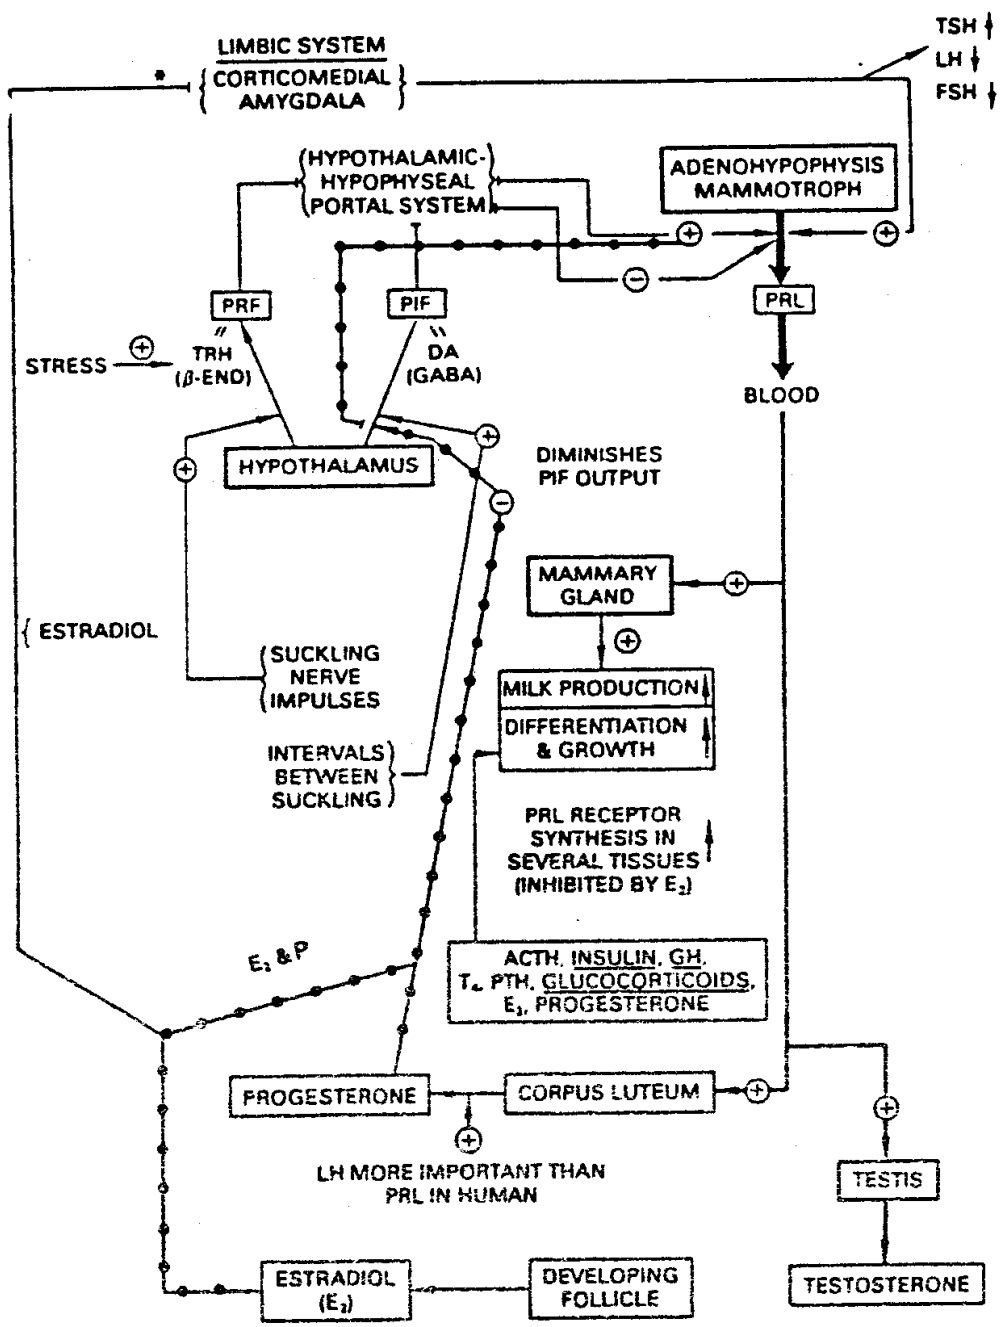 TSH
LH
FSH
LIMBIC SYSTEM
*
CORTICOMEDIAL
AMYGDALA
HYPOTHALAMIC-
HYPOPHYSEAL
PORTAL SYSTEM
ADENOHYPOPHYSIS
MAMMOTROPH
+
+
−
PRL
PRF
PIF
"
"
TRH
(β-END)
DA
(GABA)
STRESS
+
BLOOD
+
HYPOTHALAMUS
+
DIMINISHES
PIF OUTPUT
−
MAMMARY
GLAND
+
+
ESTRADIOL
SUCKLING
NERVE
IMPULSES
MILK PRODUCTION
DIFFERENTIATION
& GROWTH
INTERVALS
BETWEEN
SUCKLING
PRL RECEPTOR
SYNTHESIS IN
SEVERAL TISSUES
(INHIBITED BY E₂)
E₂ & P
ACTH, INSULIN, GH,
T₄, PTH, GLUCOCORTICOIDS,
E₂, PROGESTERONE
PROGESTERONE
CORPUS LUTEUM
+
+
+
LH MORE IMPORTANT THAN
PRL IN HUMAN
TESTIS
ESTRADIOL
(E₂)
DEVELOPING
FOLLICLE
TESTOSTERONE